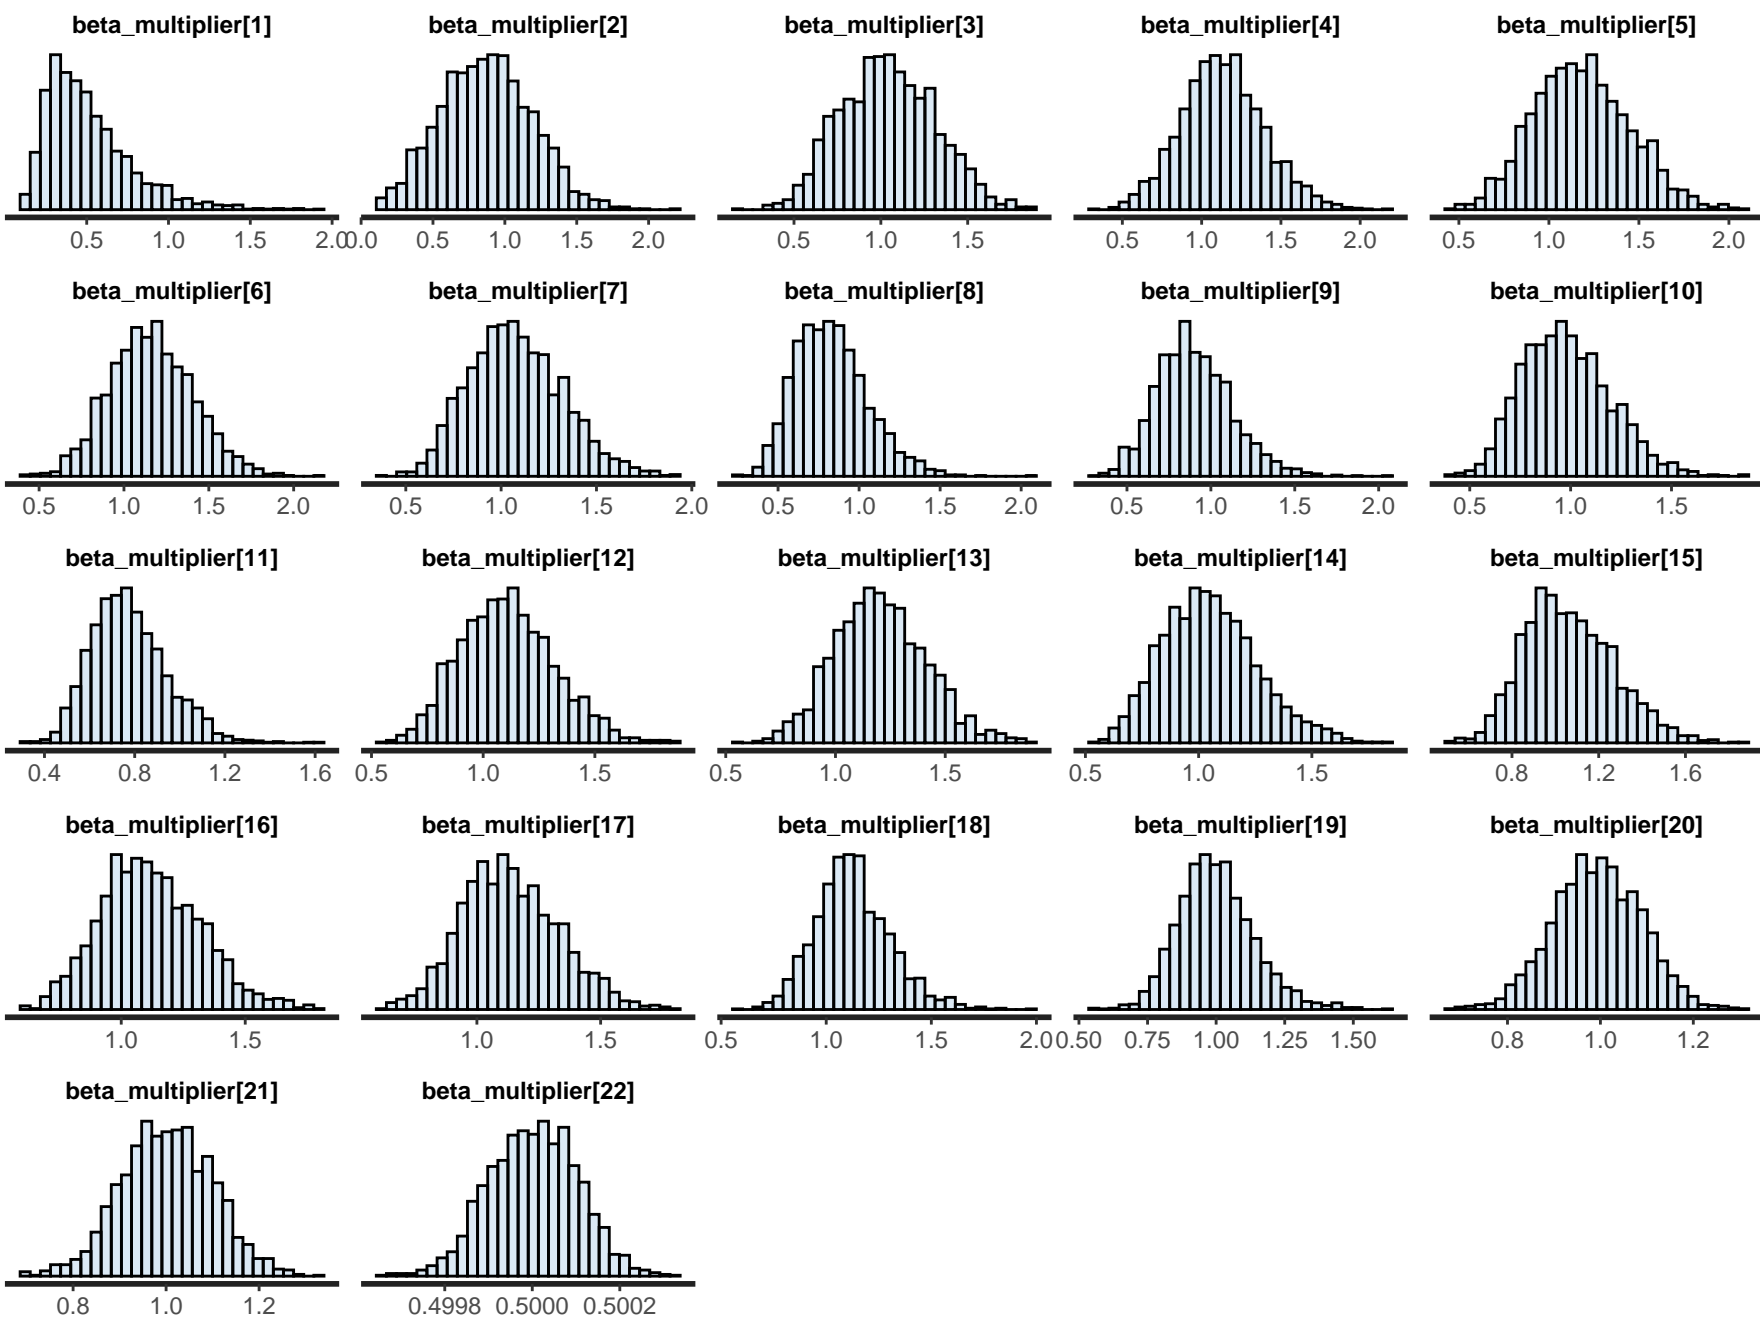 beta_multiplier[1] beta_multiplier[2] beta_multiplier[3] beta_multiplier[4] beta_multiplier[5]
0.5 1.0 1.5 2.0 0.0 0.5 1.0 1.5 2.0 0.5 1.0 1.5 0.5 1.0 1.5 2.0 0.5 1.0 1.5 2.0
beta_multiplier[6] beta_multiplier[7] beta_multiplier[8] beta_multiplier[9] beta_multiplier[10]
0.5 1.0 1.5 2.0 0.5 1.0 1.5 2.0 0.5 1.0 1.5 2.0 0.5 1.0 1.5 2.0 0.5 1.0 1.5
beta_multiplier[11] beta_multiplier[12] beta_multiplier[13] beta_multiplier[14] beta_multiplier[15]
0.4 0.8 1.2 1.6 0.5 1.0 1.5 0.5 1.0 1.5 0.5 1.0 1.5 0.8 1.2 1.6
beta_multiplier[16] beta_multiplier[17] beta_multiplier[18] beta_multiplier[19] beta_multiplier[20]
1.0 1.5 1.0 1.5 0.5 1.0 1.5 2.0 0.50 0.75 1.00 1.25 1.50 0.8 1.0 1.2
beta_multiplier[21] beta_multiplier[22]
0.8 1.0 1.2 0.4998 0.5000 0.5002